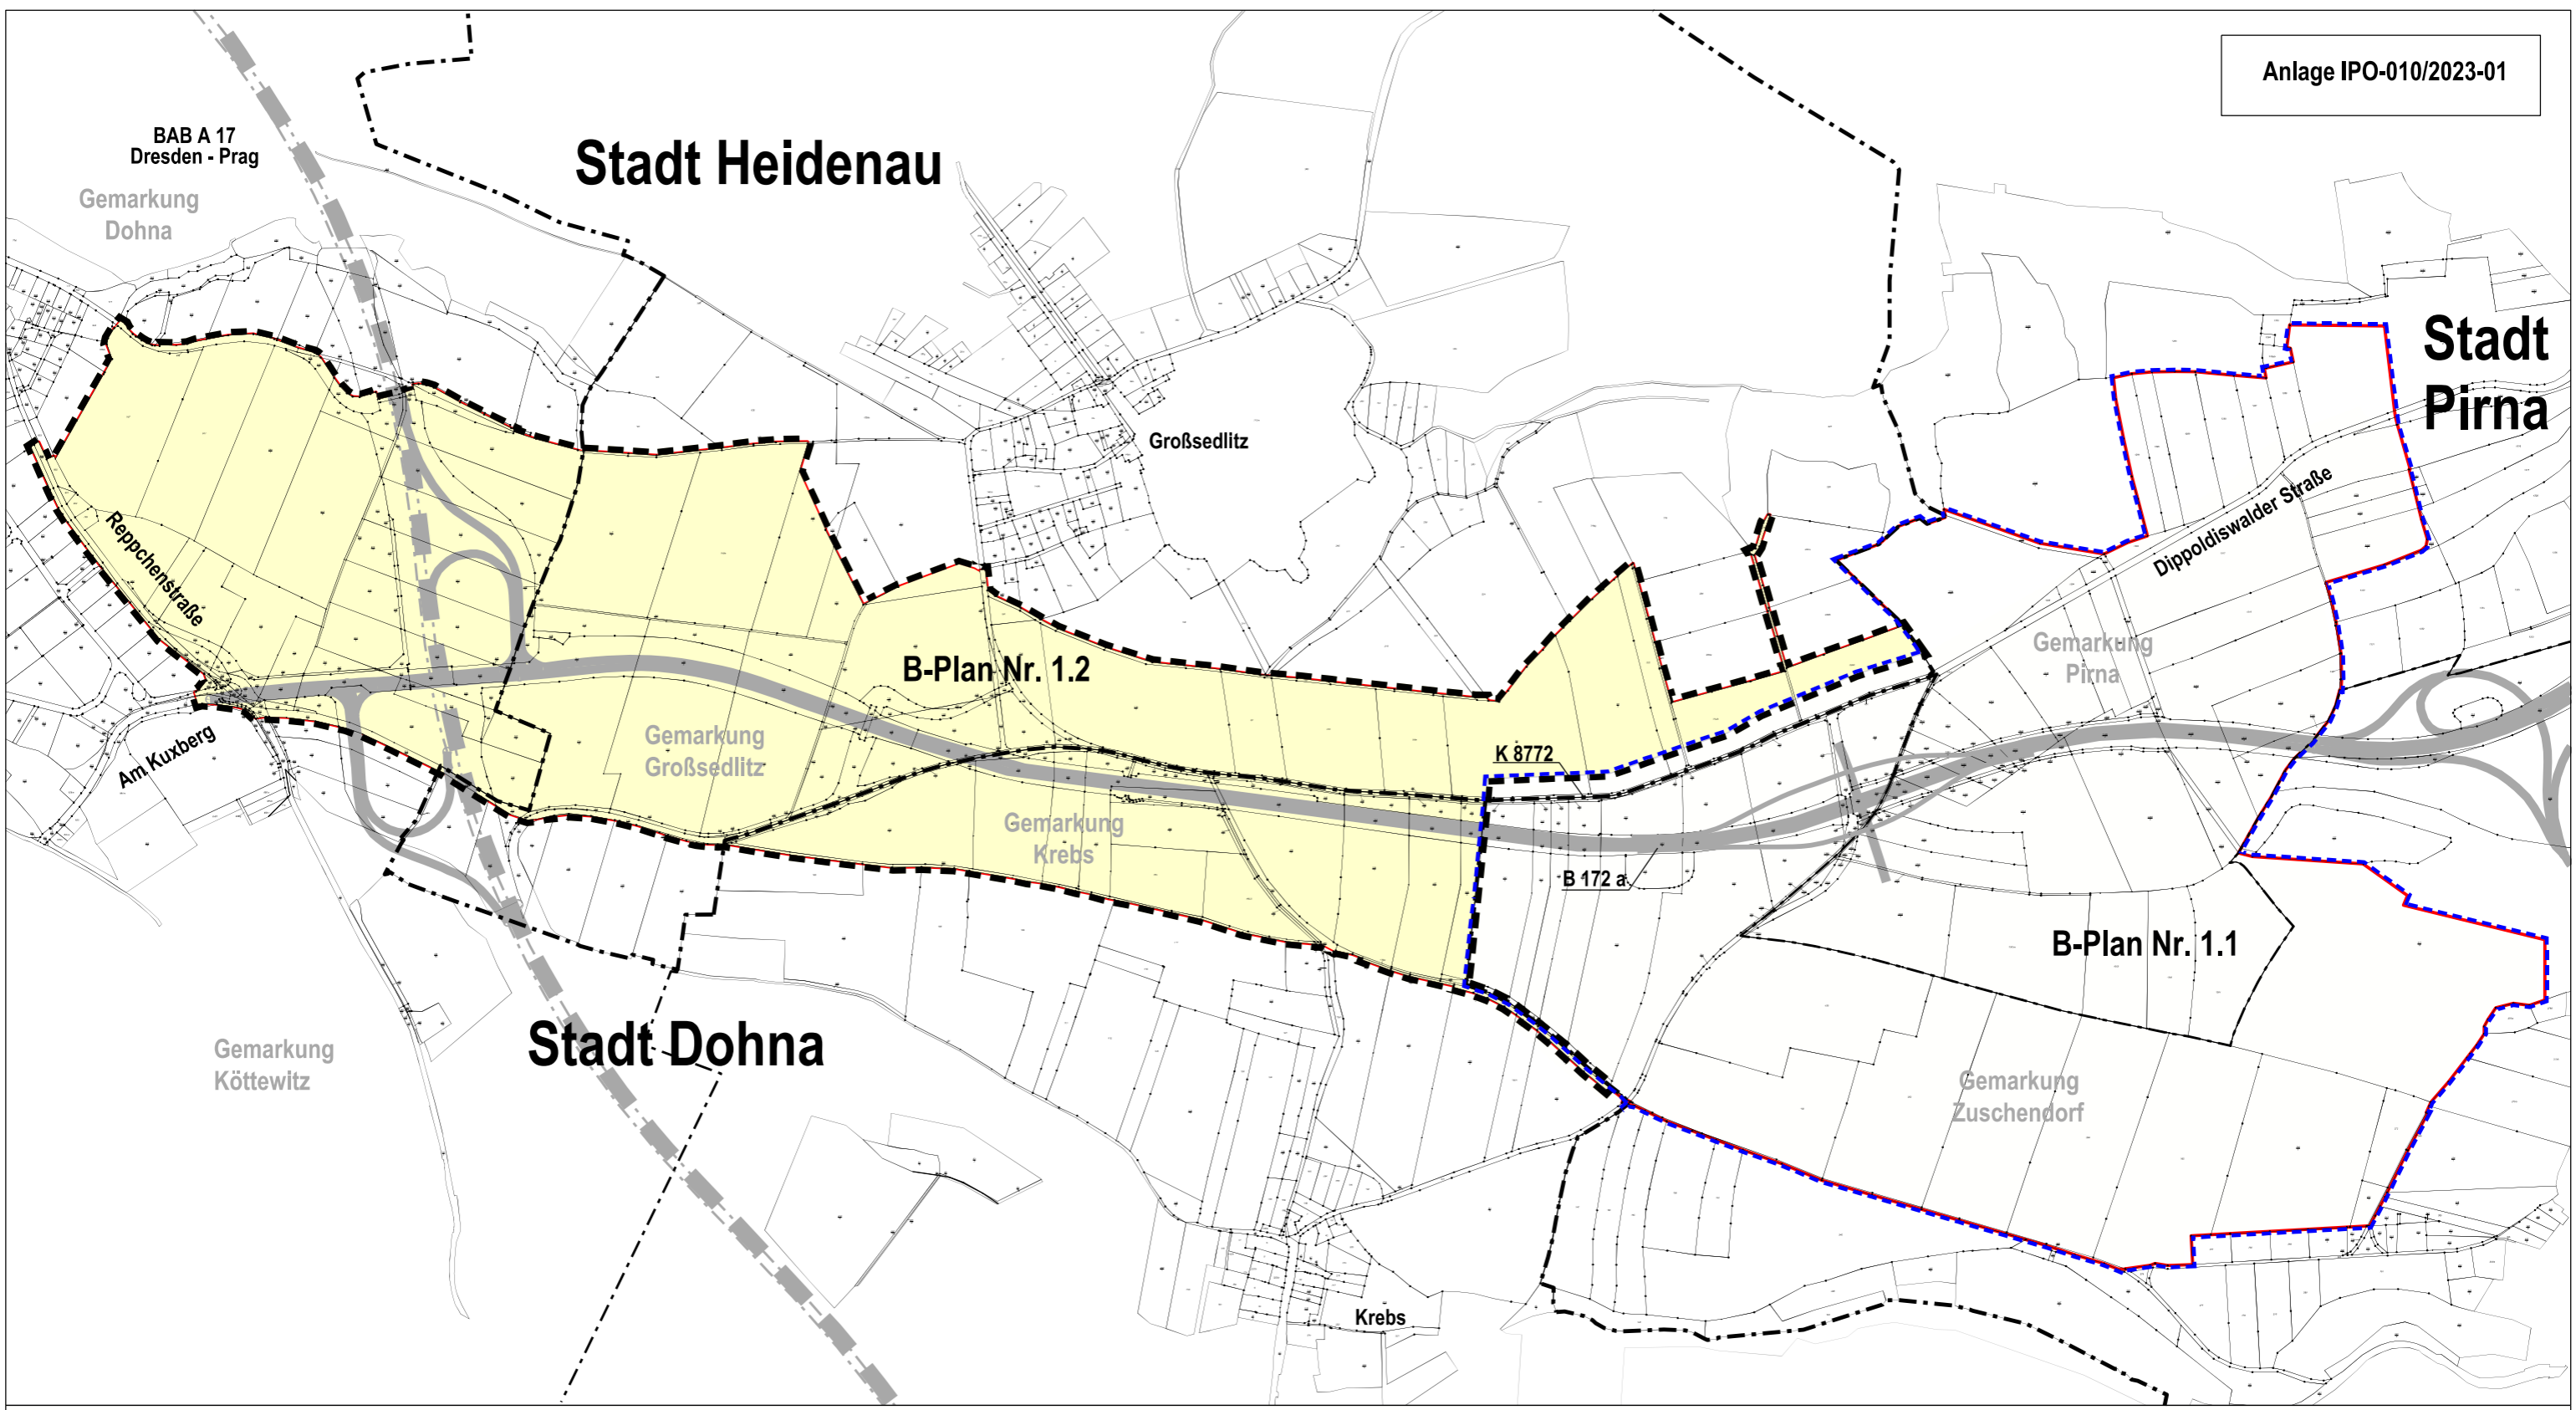 Anlage IPO-010/2023-01
BAB A 17
Dresden - Prag
Stadt Heidenau
Gemarkung
Dohna
Stadt
Pirna
Großsedlitz
Dippoldiswalder Straße
Reppchenstraße
Gemarkung
Pirna
B-Plan Nr. 1.2
Am Kuxberg
Gemarkung
Großsedlitz
K 8772
Gemarkung
Krebs
B 172 a
B-Plan Nr. 1.1
Stadt Dohna
Gemarkung
Köttewitz
Gemarkung
Zuschendorf
Krebs